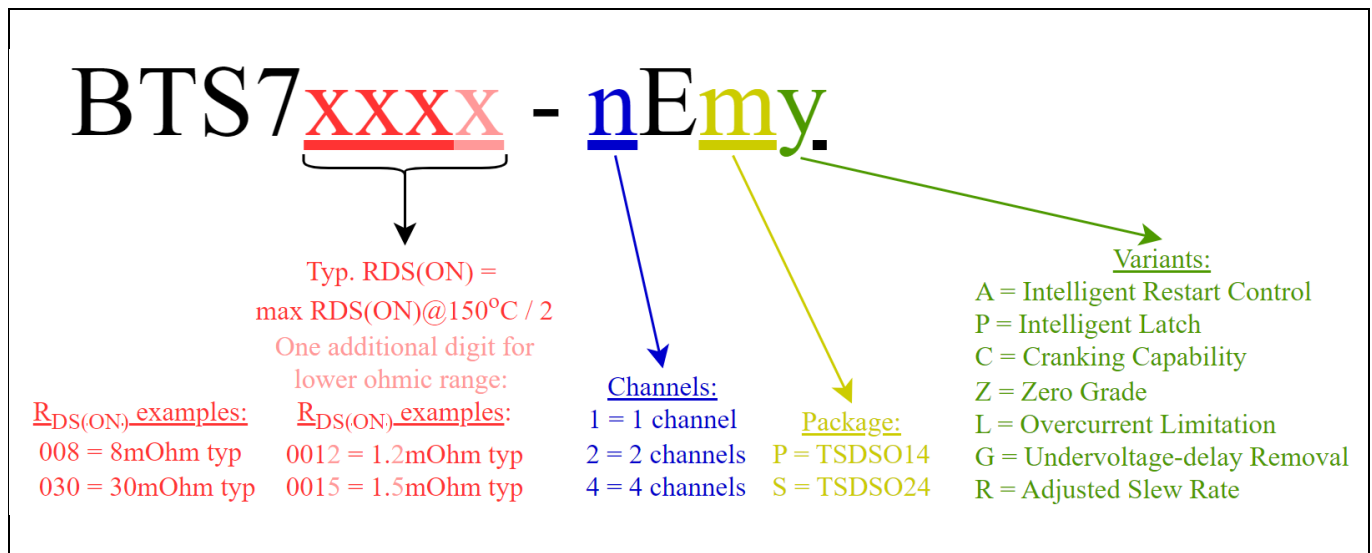 BTS7xxxx - nEmy
Typ. RDS(ON) =
max RDS(ON)@150°C / 2
One additional digit for
lower ohmic range:
RDS(ON) examples:
008 = 8mOhm typ
030 = 30mOhm typ
RDS(ON) examples:
0012 = 1.2mOhm typ
0015 = 1.5mOhm typ
Channels:
1 = 1 channel
2 = 2 channels
4 = 4 channels
Package:
P = TSDSO14
S = TSDSO24
Variants:
A = Intelligent Restart Control
P = Intelligent Latch
C = Cranking Capability
Z = Zero Grade
L = Overcurrent Limitation
G = Undervoltage-delay Removal
R = Adjusted Slew Rate